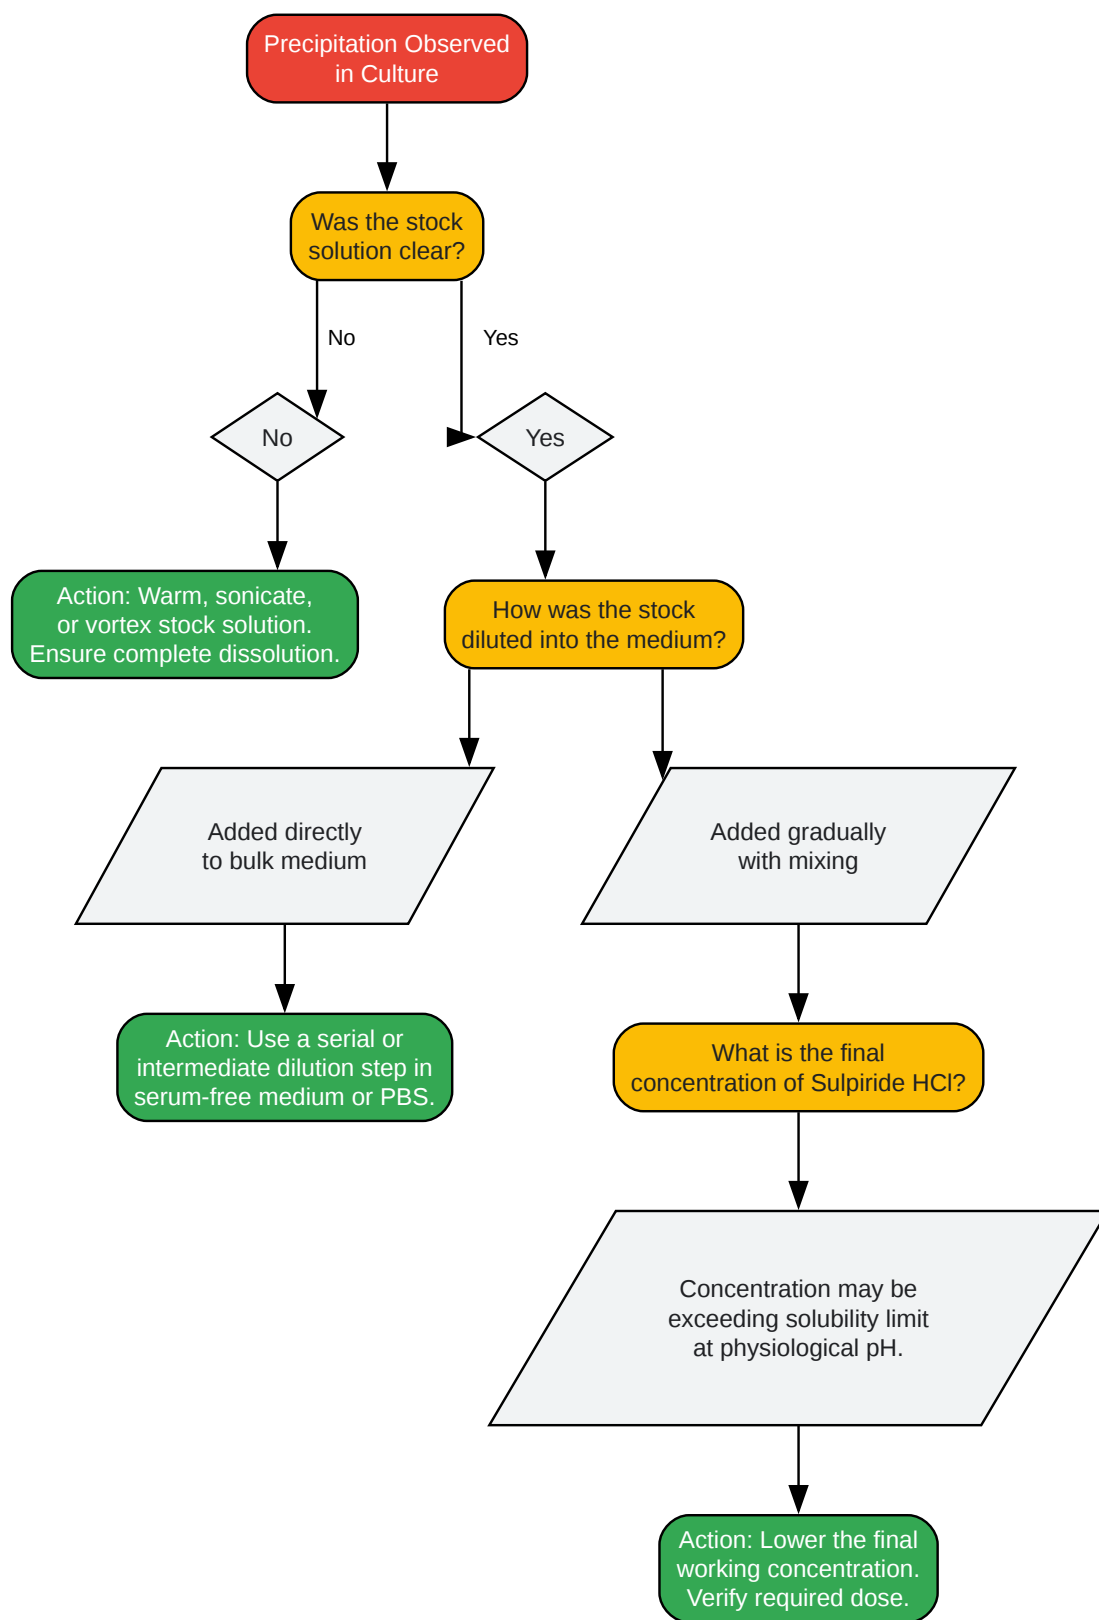 Precipitation Observed
in Culture
Was the stock
solution clear?
No
Yes
No
Yes
Action: Warm, sonicate,
or vortex stock solution.
Ensure complete dissolution.
How was the stock
diluted into the medium?
Added directly
to bulk medium
Added gradually
with mixing
Action: Use a serial or
intermediate dilution step in
serum-free medium or PBS.
What is the final
concentration of Sulpiride HCl?
Concentration may be
exceeding solubility limit
at physiological pH.
Action: Lower the final
working concentration.
Verify required dose.